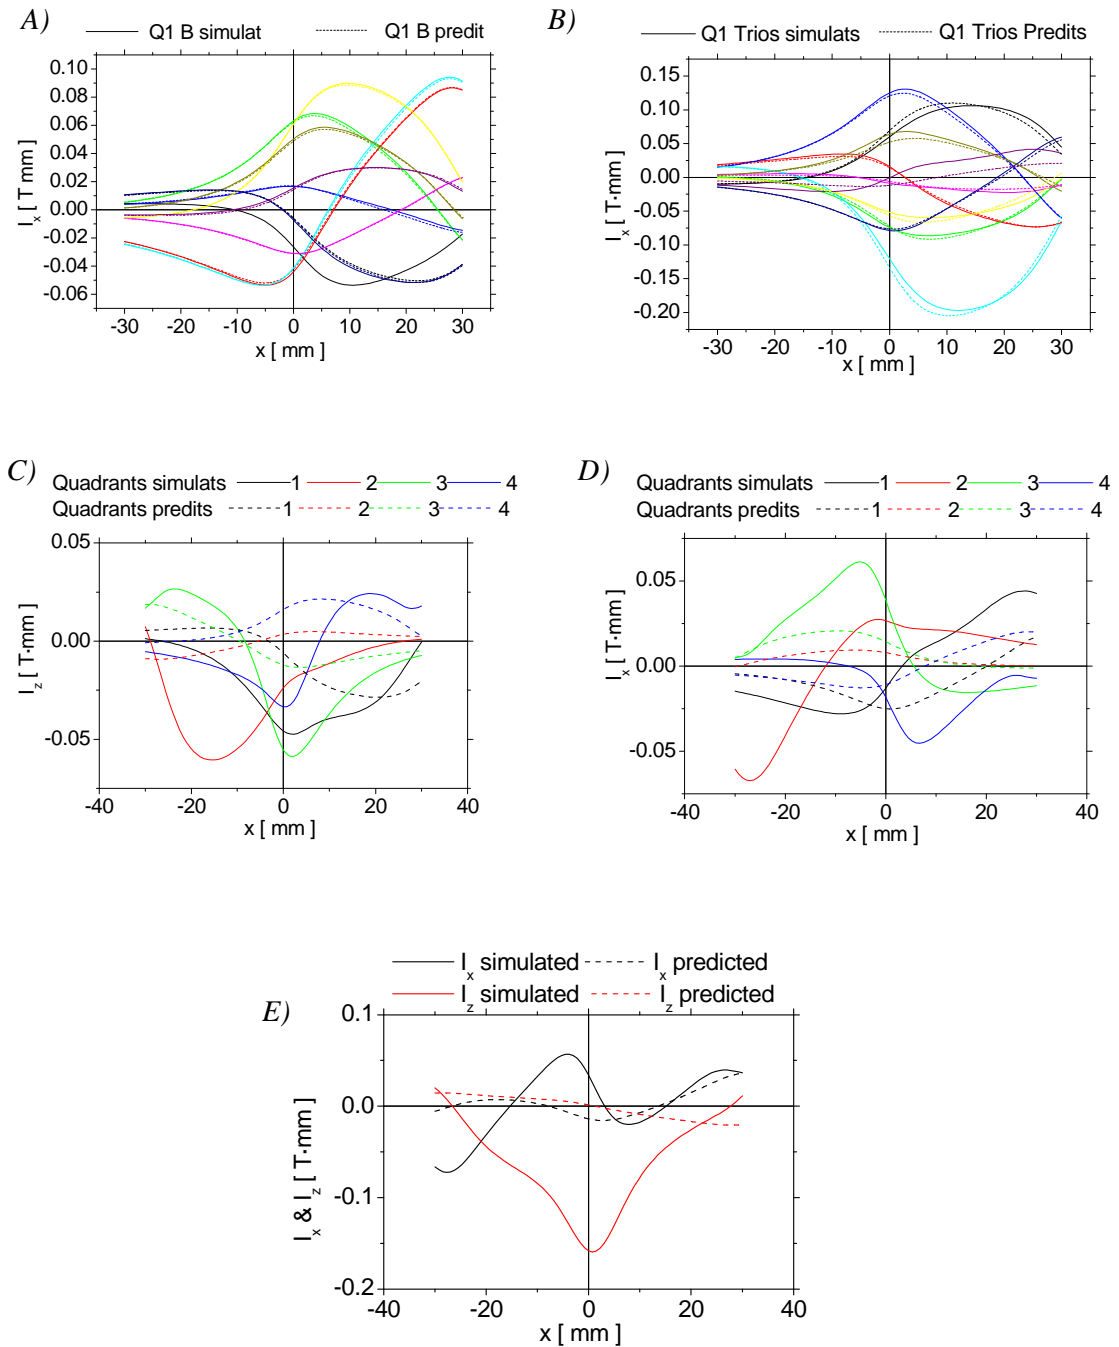 A)
Q1 B simulat Q1 B predit
0.10
0.08
0.06
0.04
0.02
0.00
-0.02
-0.04
-0.06
I_x [ T mm ]
-30 -20 -10 0 10 20 30
x [ mm ]
B)
Q1 Trios simulats Q1 Trios Predits
0.15
0.10
0.05
0.00
-0.05
-0.10
-0.15
-0.20
I_x [ T·mm ]
-30 -20 -10 0 10 20 30
x [ mm ]
C)
Quadrants simulats 1 2 3 4
Quadrants predits 1 2 3 4
0.05
0.00
-0.05
I_z [ T·mm ]
-40 -20 0 20 40
x [ mm ]
D)
Quadrants simulats 1 2 3 4
Quadrants predits 1 2 3 4
0.05
0.00
-0.05
I_x [ T·mm ]
-40 -20 0 20 40
x [ mm ]
E)
I_x simulated I_x predicted
I_z simulated I_z predicted
0.1
0.0
-0.1
-0.2
I_x & I_z [ T·mm ]
-40 -20 0 20 40
x [ mm ]